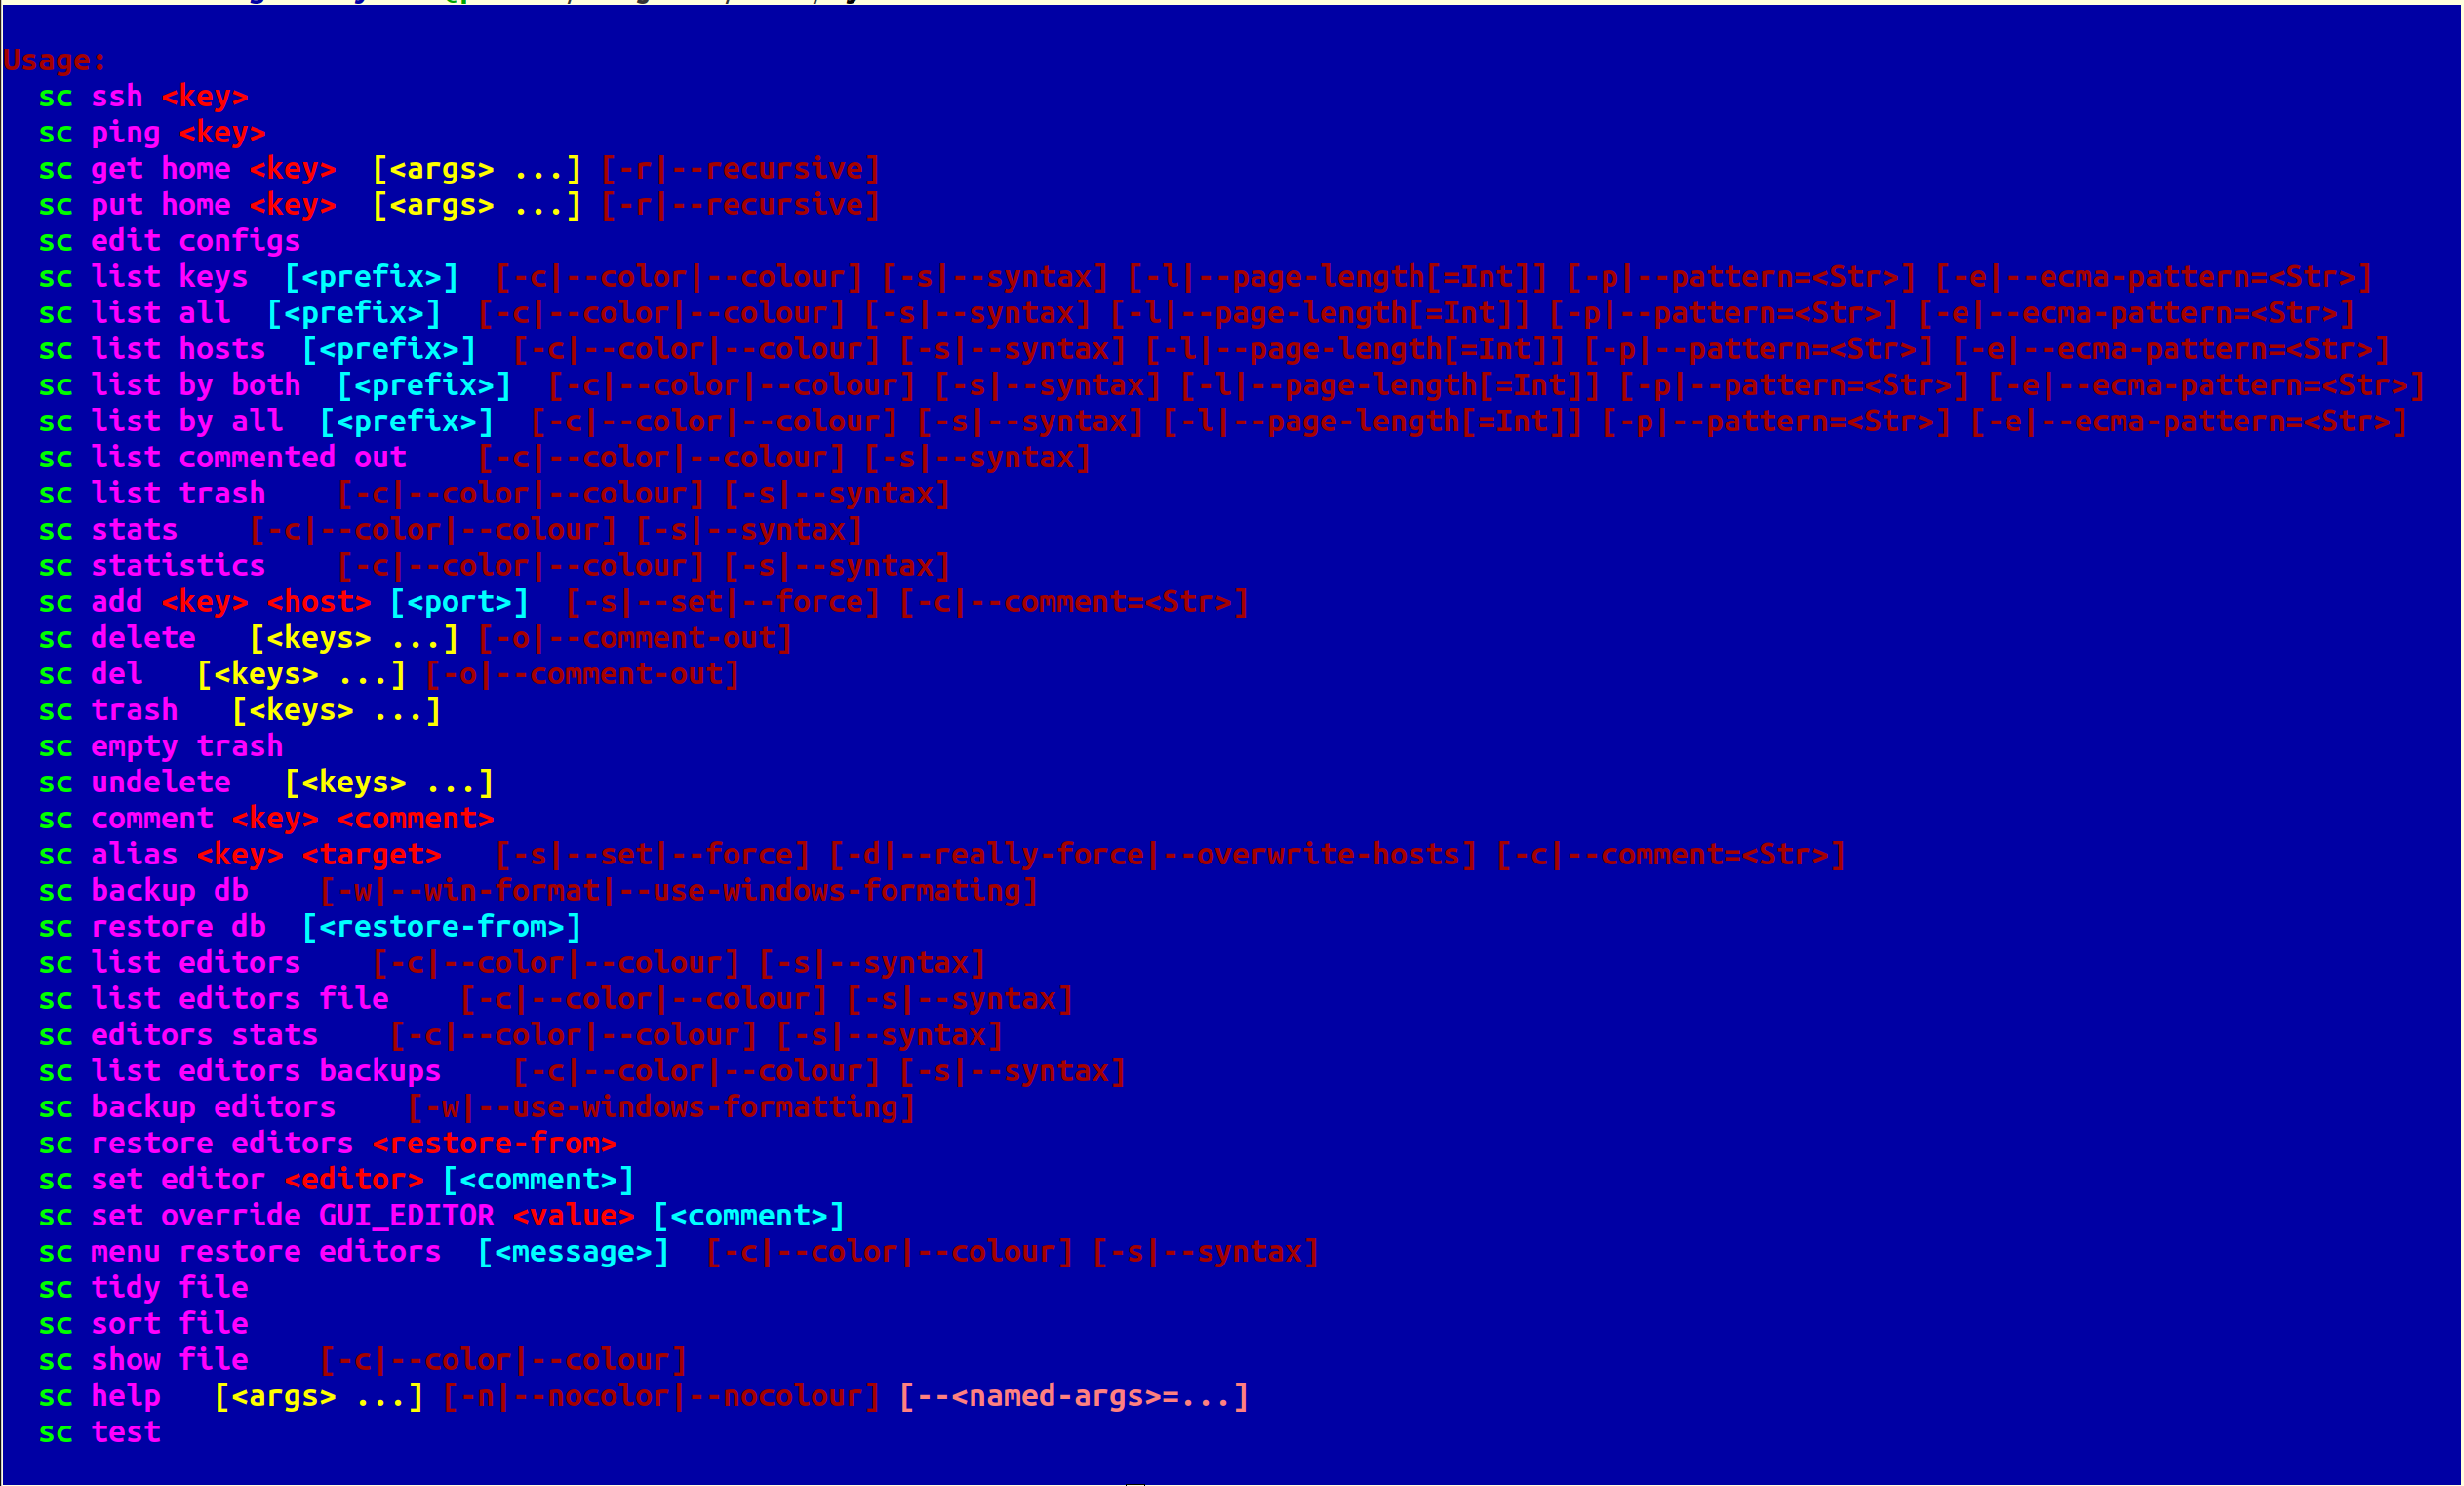 Usage:
  sc ssh <key>
  sc ping <key>
  sc get home <key>  [<args> ...] [-r|--recursive]
  sc put home <key>  [<args> ...] [-r|--recursive]
  sc edit configs
  sc list keys  [<prefix>]  [-c|--color|--colour] [-s|--syntax] [-l|--page-length[=Int]] [-p|--pattern=<Str>] [-e|--ecma-pattern=<Str>]
  sc list all  [<prefix>]  [-c|--color|--colour] [-s|--syntax] [-l|--page-length[=Int]] [-p|--pattern=<Str>] [-e|--ecma-pattern=<Str>]
  sc list hosts  [<prefix>]  [-c|--color|--colour] [-s|--syntax] [-l|--page-length[=Int]] [-p|--pattern=<Str>] [-e|--ecma-pattern=<Str>]
  sc list by both  [<prefix>]  [-c|--color|--colour] [-s|--syntax] [-l|--page-length[=Int]] [-p|--pattern=<Str>] [-e|--ecma-pattern=<Str>]
  sc list by all  [<prefix>]  [-c|--color|--colour] [-s|--syntax] [-l|--page-length[=Int]] [-p|--pattern=<Str>] [-e|--ecma-pattern=<Str>]
  sc list commented out    [-c|--color|--colour] [-s|--syntax]
  sc list trash    [-c|--color|--colour] [-s|--syntax]
  sc stats    [-c|--color|--colour] [-s|--syntax]
  sc statistics    [-c|--color|--colour] [-s|--syntax]
  sc add <key> <host> [<port>]  [-s|--set|--force] [-c|--comment=<Str>]
  sc delete   [<keys> ...] [-o|--comment-out]
  sc del   [<keys> ...] [-o|--comment-out]
  sc trash   [<keys> ...]
  sc empty trash
  sc undelete   [<keys> ...]
  sc comment <key> <comment>
  sc alias <key> <target>   [-s|--set|--force] [-d|--really-force|--overwrite-hosts] [-c|--comment=<Str>]
  sc backup db    [-w|--win-format|--use-windows-formating]
  sc restore db  [<restore-from>]
  sc list editors    [-c|--color|--colour] [-s|--syntax]
  sc list editors file    [-c|--color|--colour] [-s|--syntax]
  sc editors stats    [-c|--color|--colour] [-s|--syntax]
  sc list editors backups    [-c|--color|--colour] [-s|--syntax]
  sc backup editors    [-w|--use-windows-formatting]
  sc restore editors <restore-from>
  sc set editor <editor> [<comment>]
  sc set override GUI_EDITOR <value> [<comment>]
  sc menu restore editors  [<message>]  [-c|--color|--colour] [-s|--syntax]
  sc tidy file
  sc sort file
  sc show file    [-c|--color|--colour]
  sc help   [<args> ...] [-n|--nocolor|--nocolour] [--<named-args>=...]
  sc test